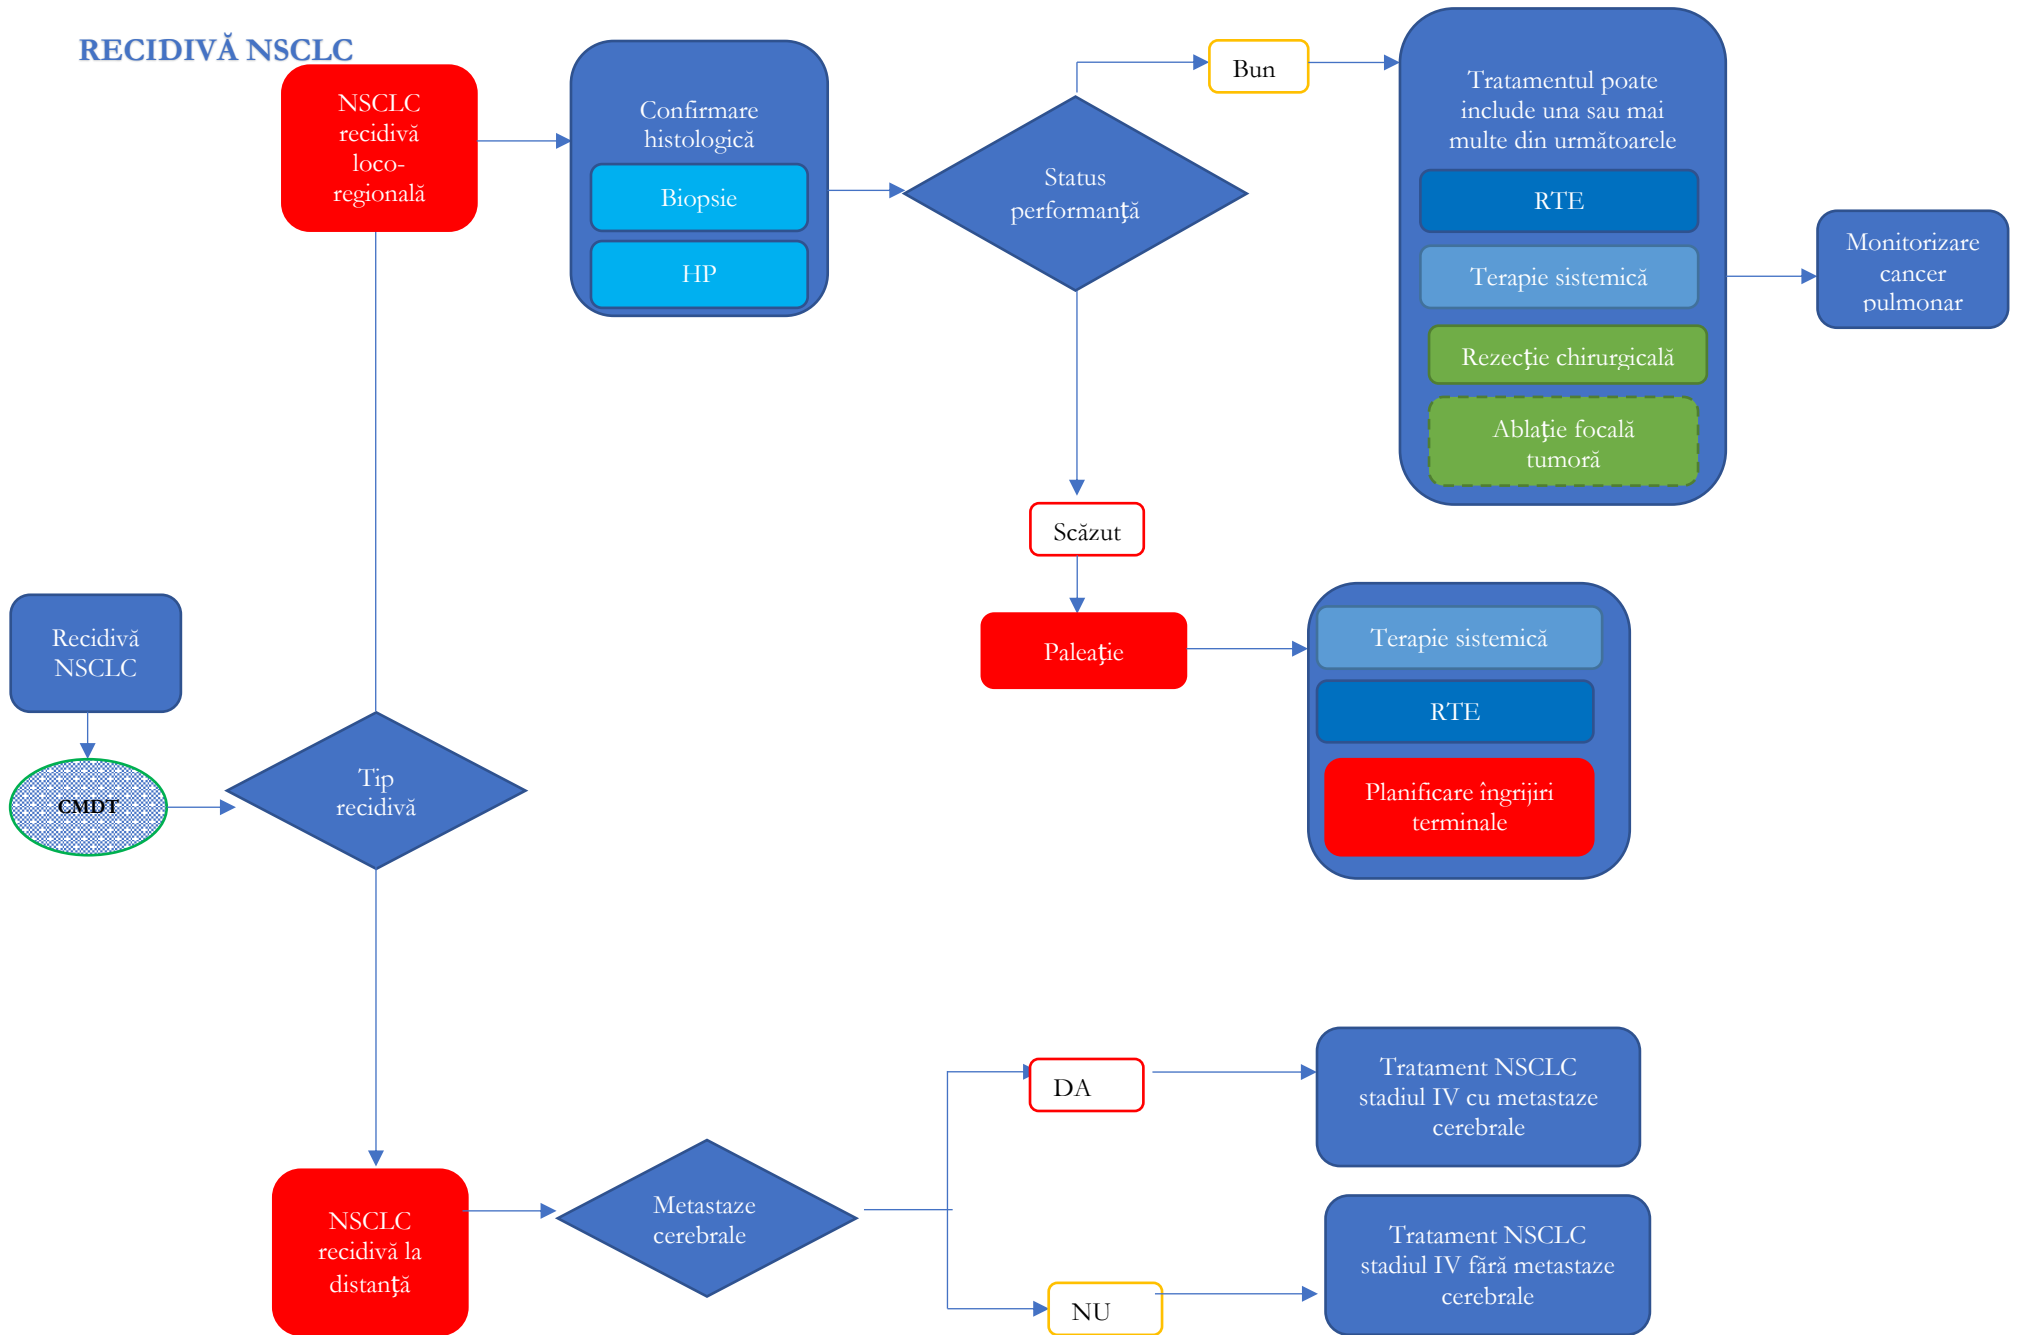 RECIDIVĂ NSCLC
NSCLC
recidivă
loco-
regională
Confirmare
histologică
Biopsie
HP
Status
performanță
Bun
Tratamentul poate
include una sau mai
multe din următoarele
RTE
Terapie sistemică
Rezecție chirurgicală
Ablație focală
tumoră
Monitorizare
cancer
pulmonar
Scăzut
Paleație
Terapie sistemică
RTE
Planificare îngrijiri
terminale
Recidivă
NSCLC
CMDT
Tip
recidivă
NSCLC
recidivă la
distanță
Metastaze
cerebrale
DA
Tratament NSCLC
stadiul IV cu metastaze
cerebrale
NU
Tratament NSCLC
stadiul IV fără metastaze
cerebrale